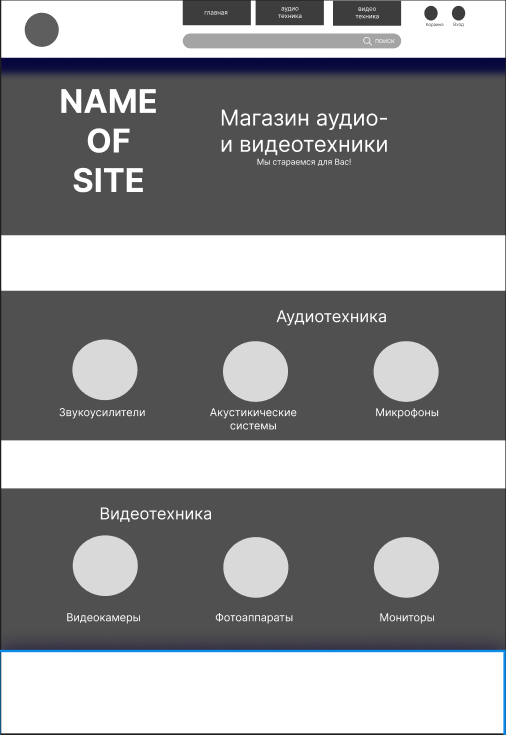 главная
аудио
техника
видео
техника
Корзина
Вход
поиск
NAME
OF
SITE
Магазин аудио-
и видеотехники
Мы стараемся для Вас!
Аудиотехника
Звукоусилители
Акустикические
системы
Микрофоны
Видеотехника
Видеокамеры
Фотоаппараты
Мониторы